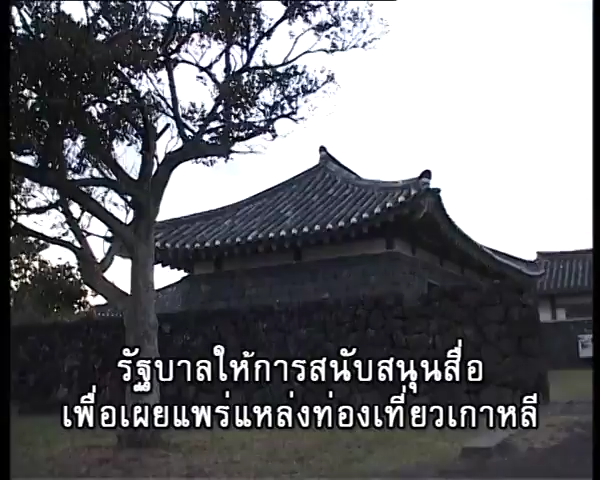 รัฐบาลให้การสนับสนุนสื่อ
เพื่อเผยแพร่แหล่งท่องเที่ยวเกาหลี